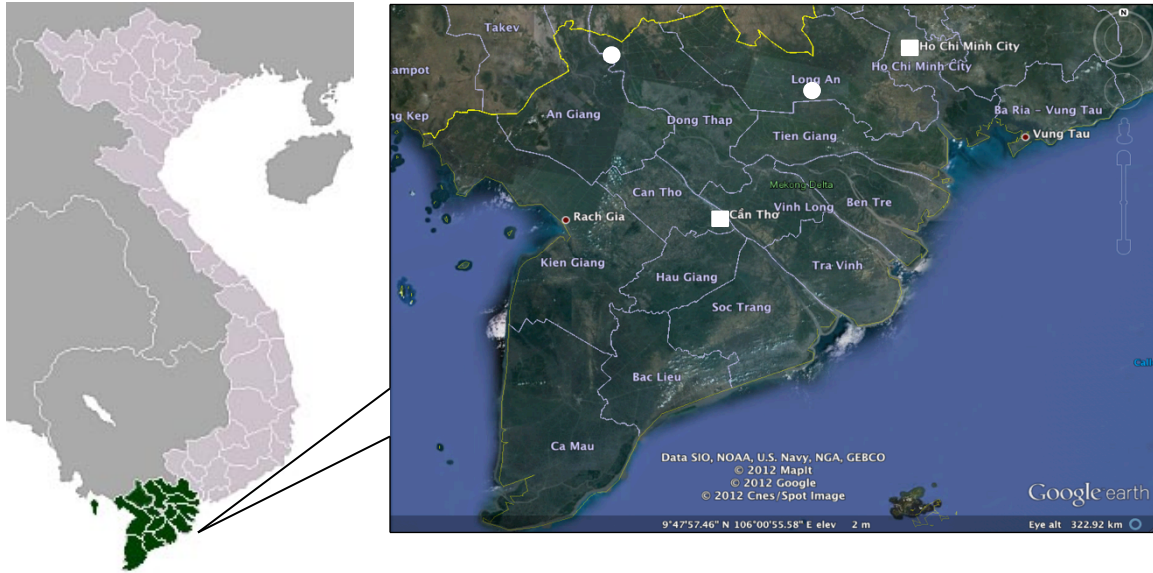 Takev
Ho Chi Minh City
ampot
Ho Chi Minh City
Long An
ng Kep
An Giang
Dong Thap
Ba Ria - Vung Tau
Tien Giang
Vung Tau
Mekong Delta
Can Tho
Vinh Long
Ben Tre
Rach Gia
Cần Thơ
Kien Giang
Tra Vinh
Hau Giang
Soc Trang
Bac Lieu
Ca Mau
Data SIO, NOAA, U.S. Navy, NGA, GEBCO
© 2012 MapIt
© 2012 Google
© 2012 Cnes/Spot Image
Google earth
9°47'57.46" N 106°00'55.58" E elev 2 m
Eye alt 322.92 km
N